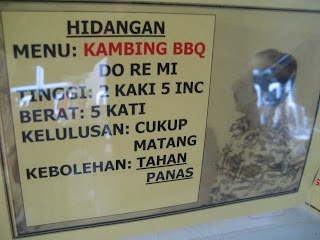 HIDANGAN
MENU: KAMBING BBQ
DO RE MI
TINGGI: 2 KAKI 5 INC
BERAT: 5 KATI
KELULUSAN: CUKUP
MATANG
KEBOLEHAN: TAHAN
PANAS